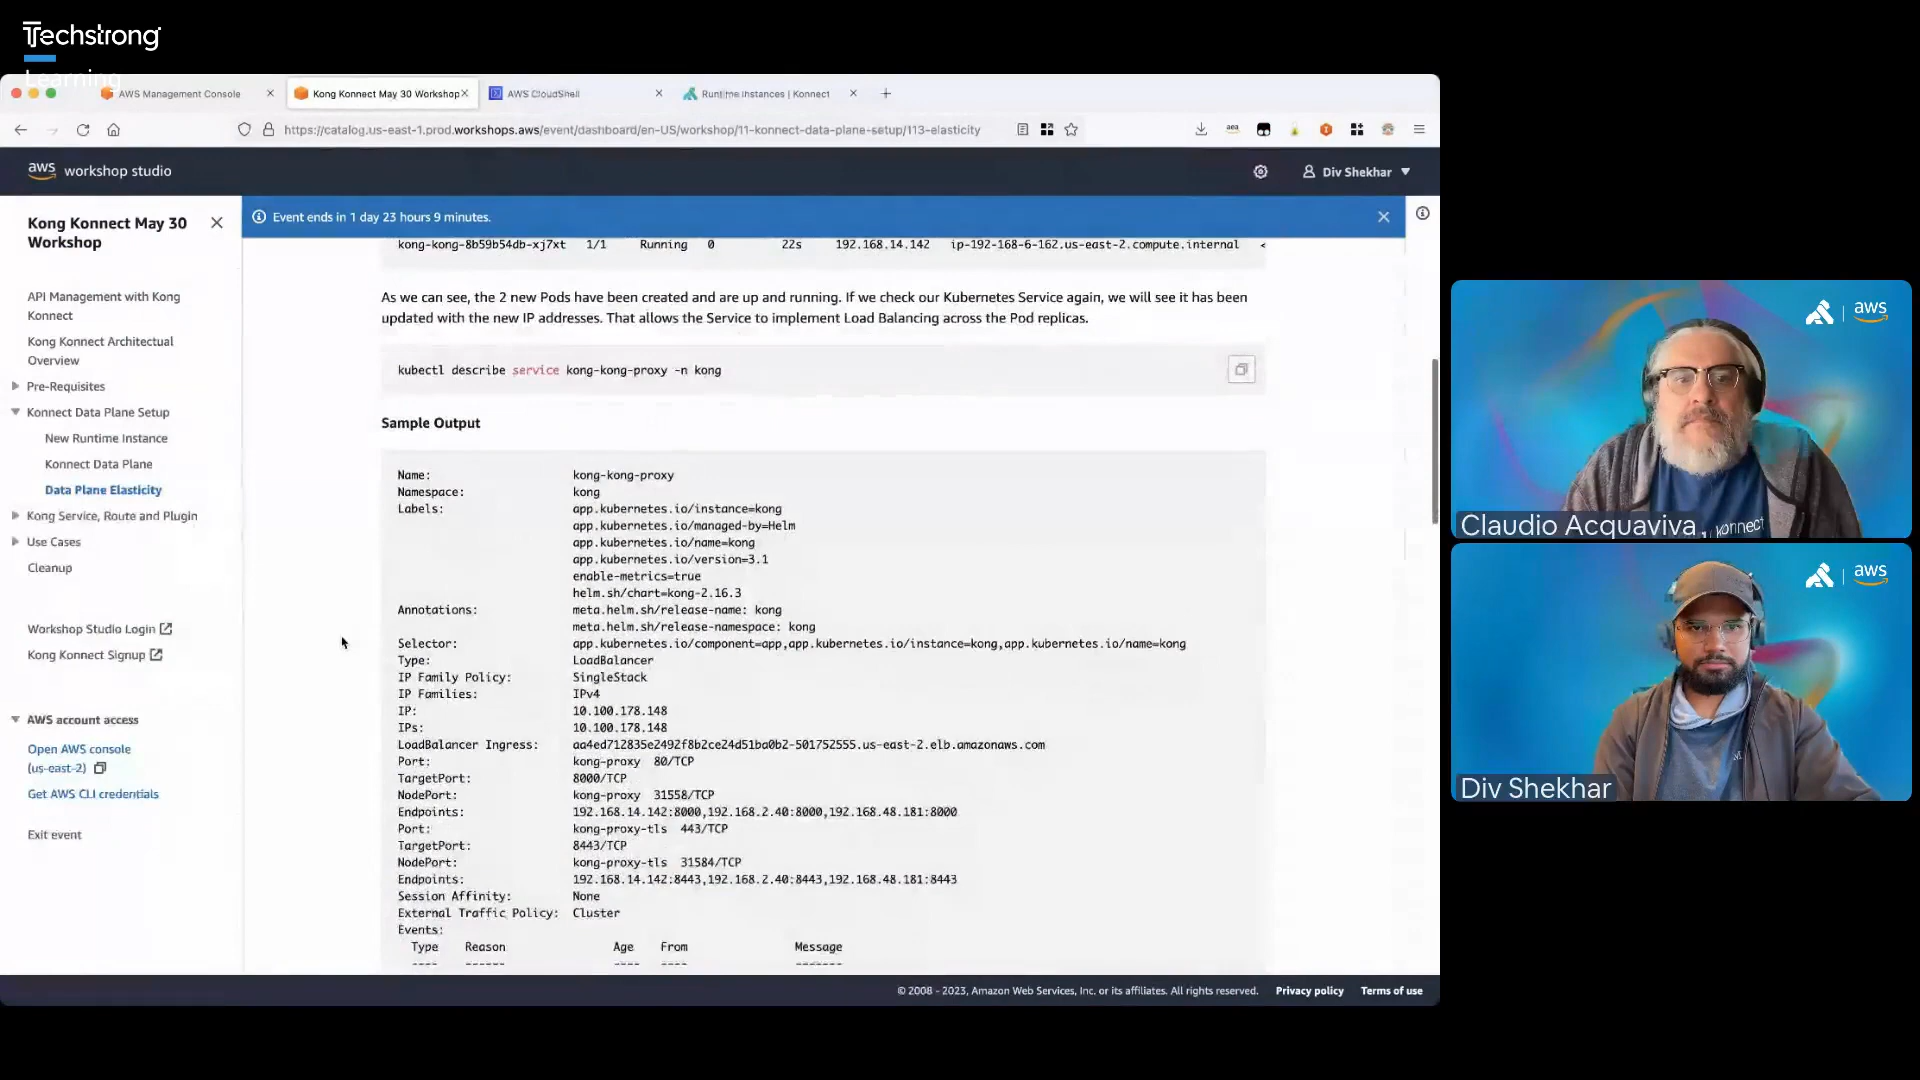 Techstrong
Learning
AWS Management Console
Kong Konnect May 30 Workshop
AWS CloudShell
Runtime Instances | Konnect
https://catalog.us-east-1.prod.workshops.aws/event/dashboard/en-US/workshop/11-konnect-data-plane-setup/113-elasticity
aws workshop studio
Div Shekhar
Kong Konnect May 30
Workshop
API Management with Kong
Konnect
Kong Konnect Architectual
Overview
Pre-Requisites
Konnect Data Plane Setup
New Runtime Instance
Konnect Data Plane
Data Plane Elasticity
Kong Service, Route and Plugin
Use Cases
Cleanup
Workshop Studio Login
Kong Konnect Signup
AWS account access
Open AWS console
(us-east-2)
Get AWS CLI credentials
Exit event
Event ends in 1 day 23 hours 9 minutes.
kong-kong-8b59b54db-xj7xt 1/1 Running 0 22s 192.168.14.142 ip-192-168-6-162.us-east-2.compute.internal <
As we can see, the 2 new Pods have been created and are up and running. If we check our Kubernetes Service again, we will see it has been
updated with the new IP addresses. That allows the Service to implement Load Balancing across the Pod replicas.
kubectl describe service kong-kong-proxy -n kong
Sample Output
Name: kong-kong-proxy
Namespace: kong
Labels: app.kubernetes.io/instance=kong
app.kubernetes.io/managed-by=Helm
app.kubernetes.io/name=kong
app.kubernetes.io/version=3.1
enable-metrics=true
helm.sh/chart=kong-2.16.3
Annotations: meta.helm.sh/release-name: kong
meta.helm.sh/release-namespace: kong
Selector: app.kubernetes.io/component=app,app.kubernetes.io/instance=kong,app.kubernetes.io/name=kong
Type: LoadBalancer
IP Family Policy: SingleStack
IP Families: IPv4
IP: 10.100.178.148
IPs: 10.100.178.148
LoadBalancer Ingress: aa4ed712835e2492f8b2ce24d51ba0b2-501752555.us-east-2.elb.amazonaws.com
Port: kong-proxy 80/TCP
TargetPort: 8000/TCP
NodePort: kong-proxy 31558/TCP
Endpoints: 192.168.14.142:8000,192.168.2.40:8000,192.168.48.181:8000
Port: kong-proxy-tls 443/TCP
TargetPort: 8443/TCP
NodePort: kong-proxy-tls 31584/TCP
Endpoints: 192.168.14.142:8443,192.168.2.40:8443,192.168.48.181:8443
Session Affinity: None
External Traffic Policy: Cluster
Events:
Type Reason Age From Message
---- ------ ---- ---- -------
© 2008 - 2023, Amazon Web Services, Inc. or its affiliates. All rights reserved. Privacy policy Terms of use
aws
konnect
Claudio Acquaviva
aws
Div Shekhar